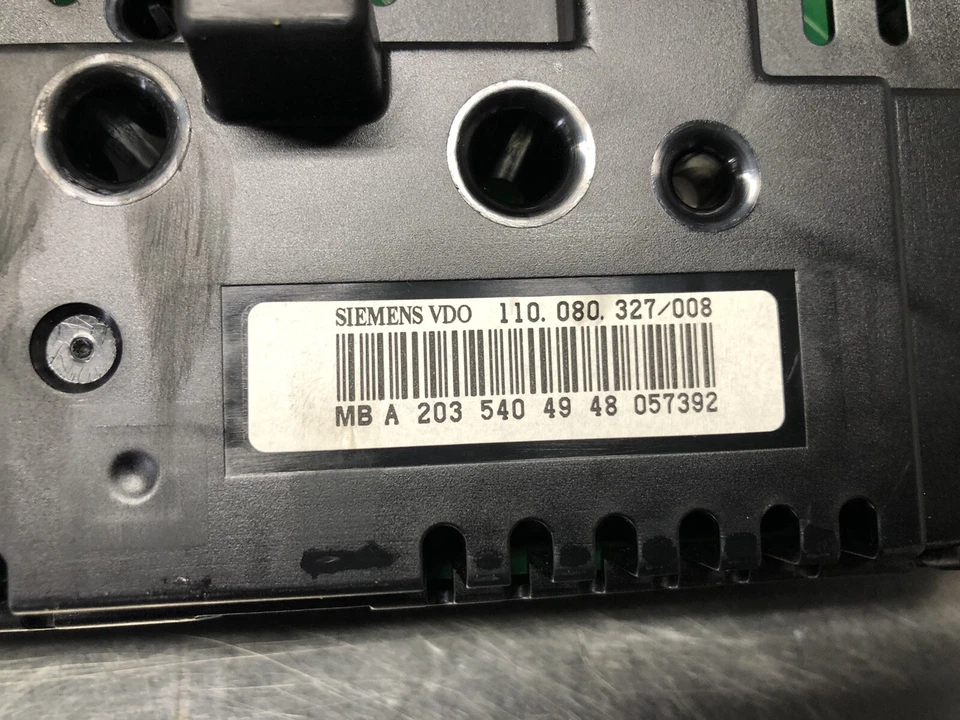 SIEMENS VDO 110.080.327/008
MB A 203 540 49 48 057392